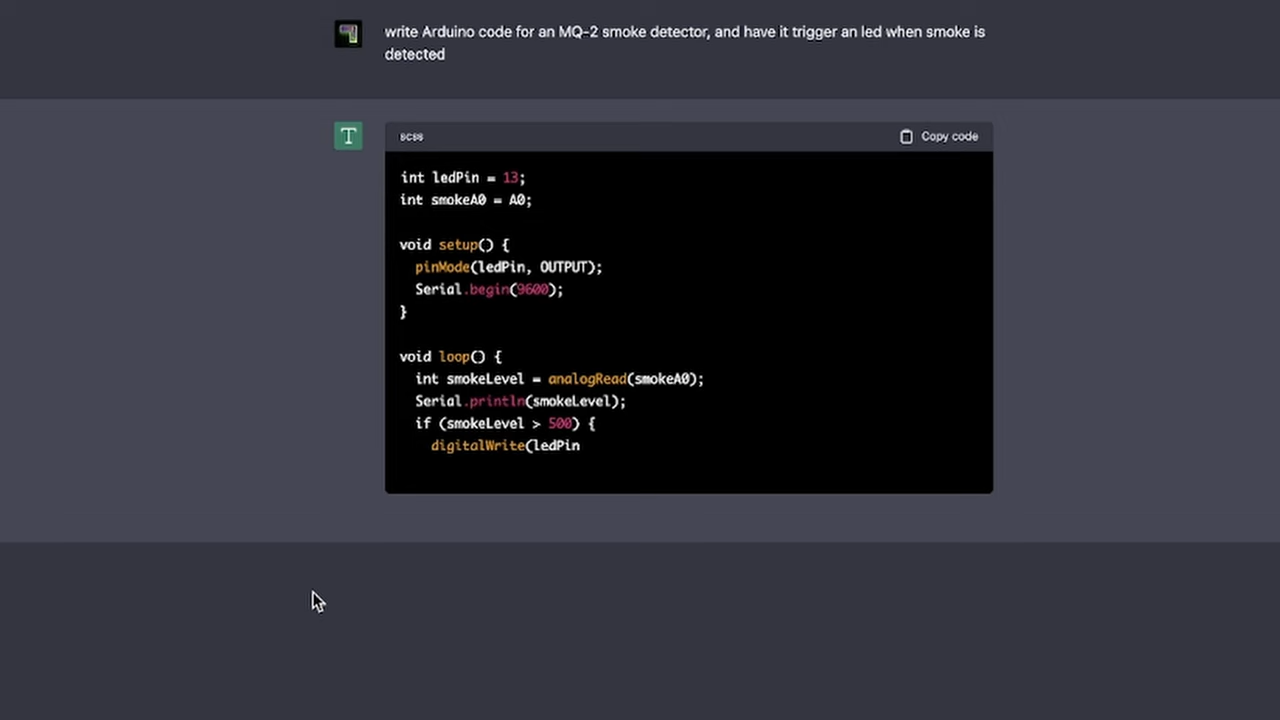 write Arduino code for an MQ-2 smoke detector, and have it trigger an led when smoke is
detected
T
scss
Copy code
int ledPin = 13;
int smokeA0 = A0;
void setup() {
pinMode(ledPin, OUTPUT);
Serial.begin(9600);
}
void loop() {
int smokeLevel = analogRead(smokeA0);
Serial.println(smokeLevel);
if (smokeLevel > 500) {
digitalWrite(ledPin